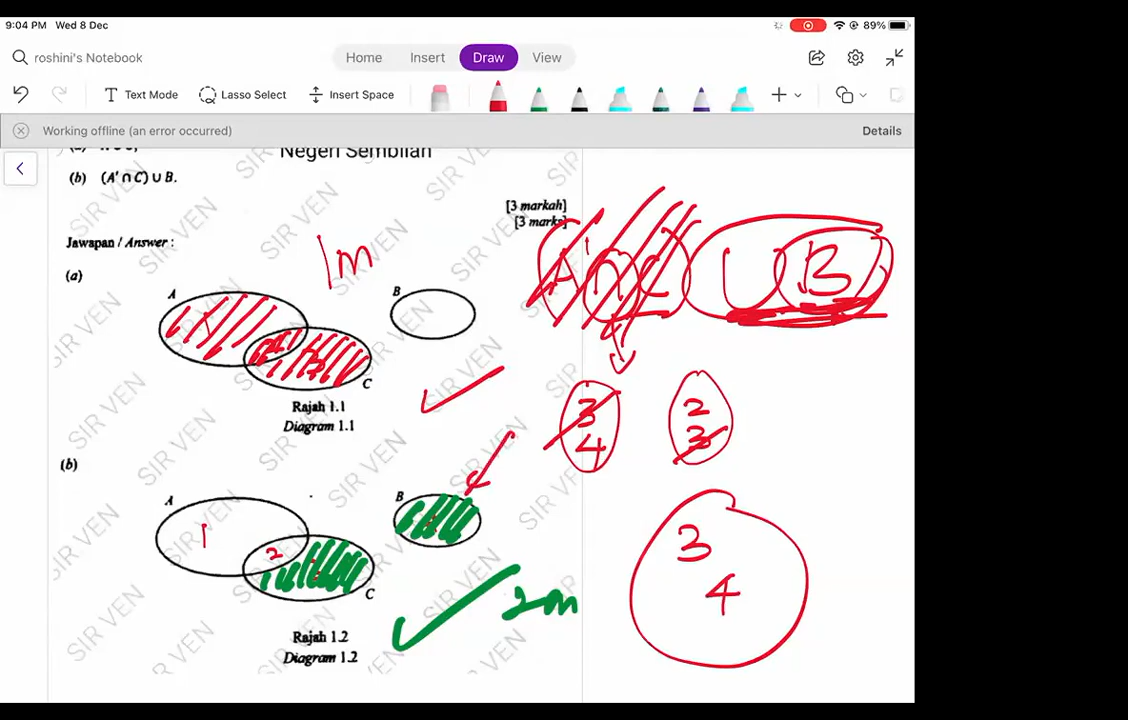 9:04 PM Wed 8 Dec
89%
roshini's Notebook
Home Insert Draw View
Text Mode
Lasso Select
Insert Space
Working offline (an error occurred)
Details
Negeri Sembilan
(b) (A' ∩ C) ∪ B.
[3 markah]
[3 marks]
Jawapan / Answer :
(a)
1m
A
B
C
A' ∩ C ∪ B
Rajah 1.1
Diagram 1.1
3
4
2
3
(b)
A
B
1
2
C
3
4
2m
Rajah 1.2
Diagram 1.2
SIR VEN